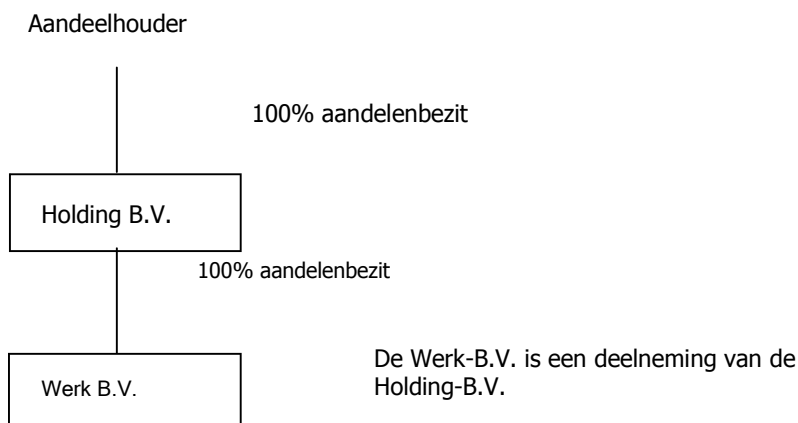 Aandeelhouder
100% aandelenbezit
Holding B.V.
100% aandelenbezit
De Werk-B.V. is een deelneming van de
Holding-B.V.
Werk B.V.